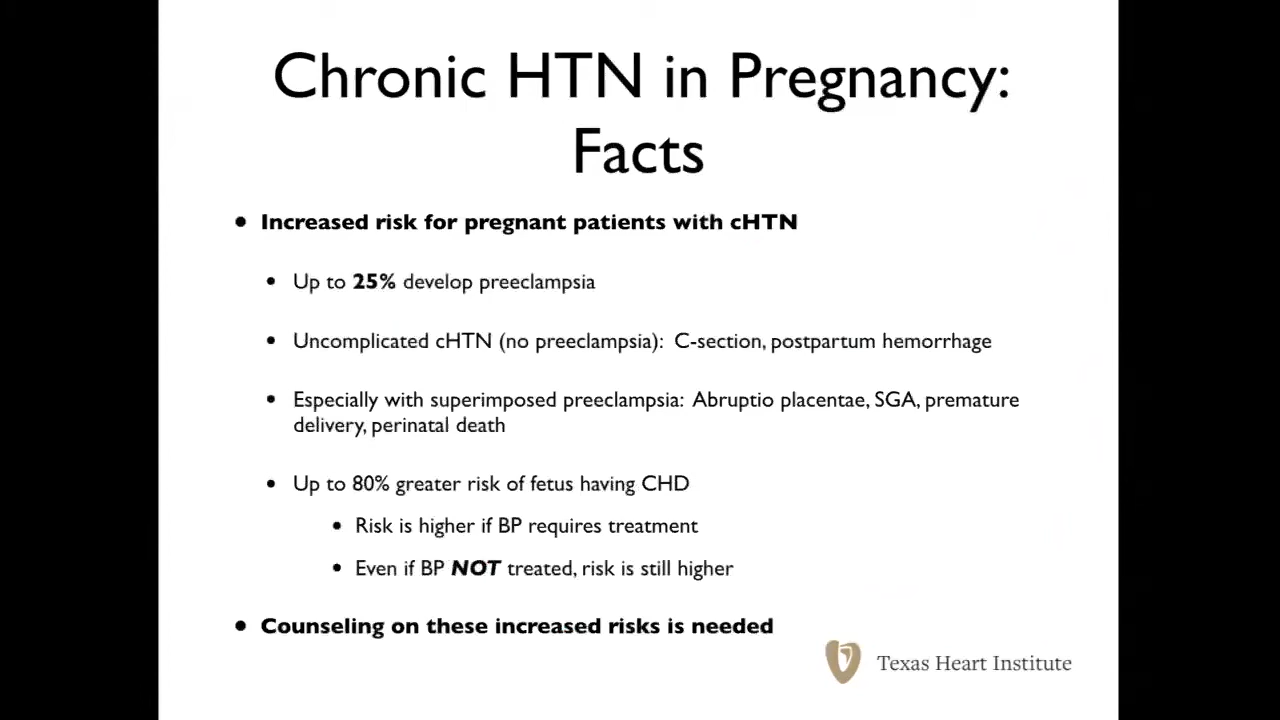 Chronic HTN in Pregnancy:
Facts
• Increased risk for pregnant patients with cHTN
• Up to 25% develop preeclampsia
• Uncomplicated cHTN (no preeclampsia): C-section, postpartum hemorrhage
• Especially with superimposed preeclampsia: Abruptio placentae, SGA, premature
delivery, perinatal death
• Up to 80% greater risk of fetus having CHD
• Risk is higher if BP requires treatment
• Even if BP NOT treated, risk is still higher
• Counseling on these increased risks is needed
Texas Heart Institute